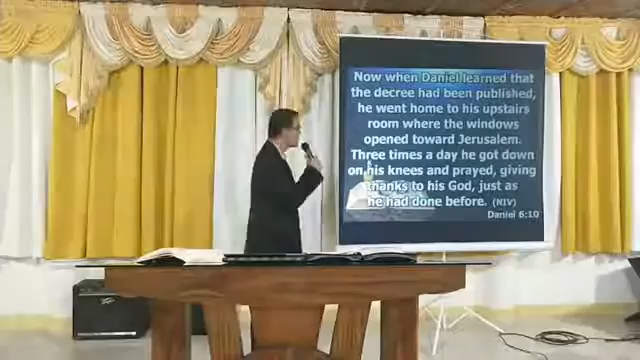 Now when Daniel learned that
the decree had been published,
he went home to his upstairs
room where the windows
opened toward Jerusalem.
Three times a day he got down
on his knees and prayed, giving
thanks to his God, just as
he had done before. (NIV)
Daniel 6:10